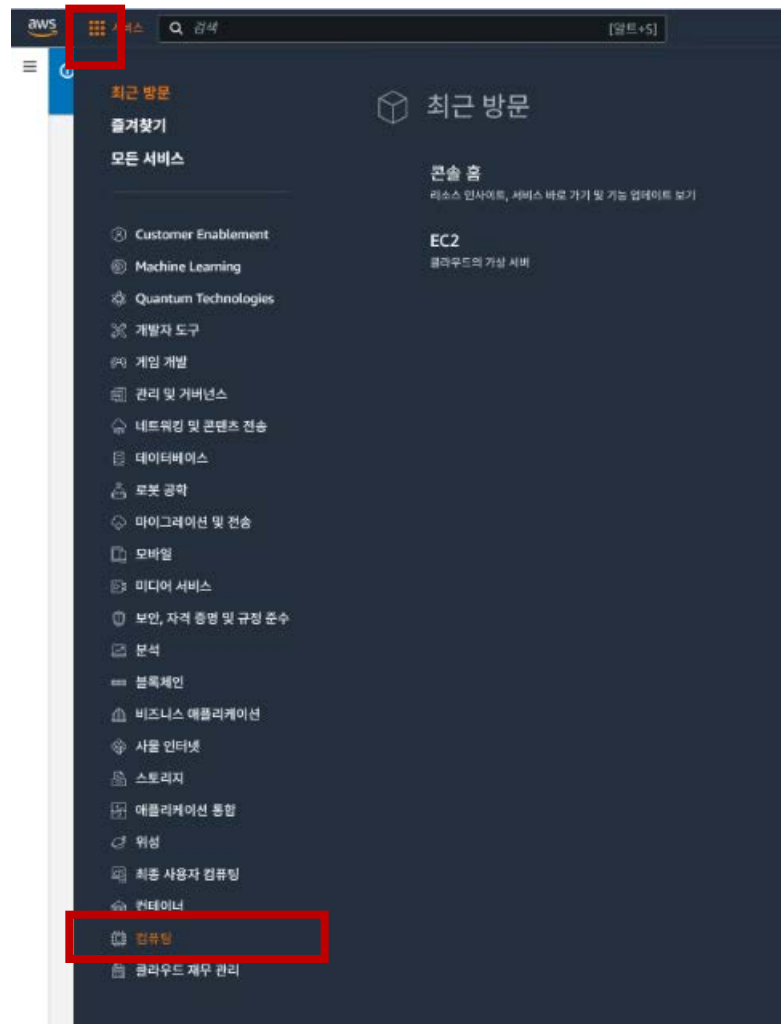 aws
서비스
검색
[알트+S]
최근 방문
즐겨찾기
모든 서비스
최근 방문
콘솔 홈
리소스 인사이트, 서비스 바로 가기 및 기능 업데이트 보기
EC2
클라우드의 가상 서버
Customer Enablement
Machine Learning
Quantum Technologies
개발자 도구
게임 개발
관리 및 거버넌스
네트워킹 및 콘텐츠 전송
데이터베이스
로봇 공학
마이그레이션 및 전송
모바일
미디어 서비스
보안, 자격 증명 및 규정 준수
분석
블록체인
비즈니스 애플리케이션
사물 인터넷
스토리지
애플리케이션 통합
위성
최종 사용자 컴퓨팅
컨테이너
컴퓨팅
클라우드 재무 관리